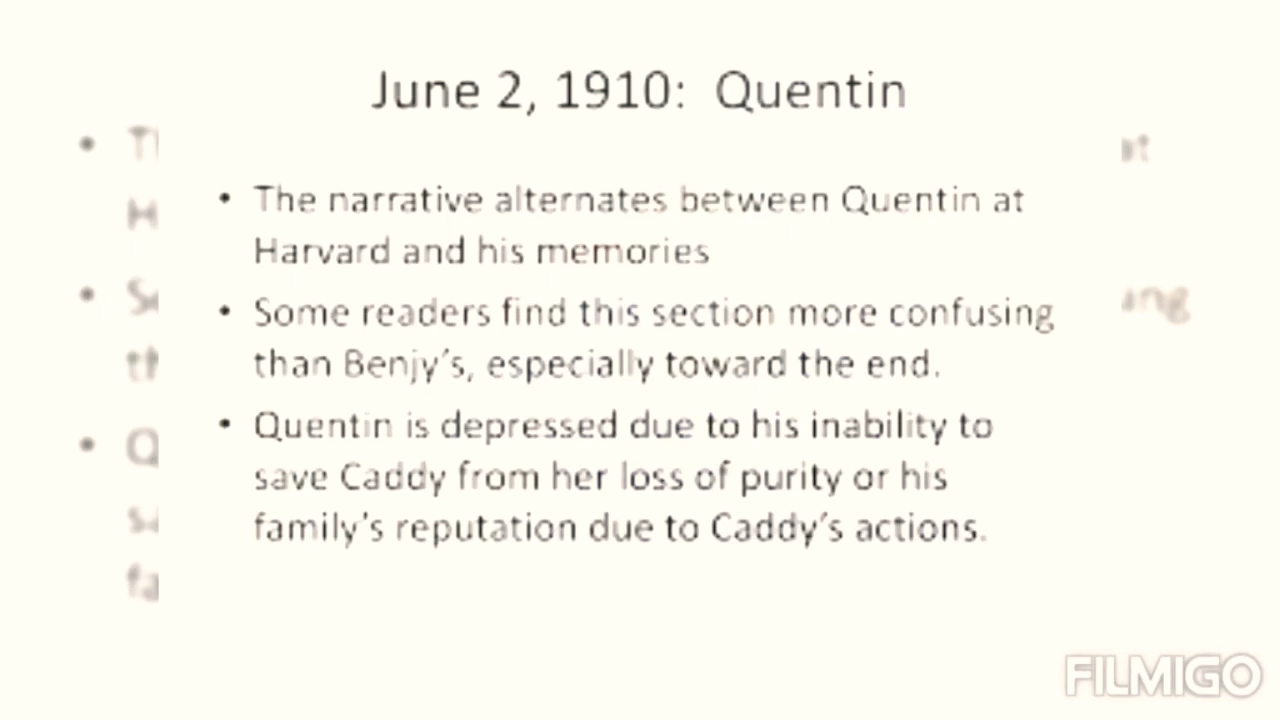 June 2, 1910: Quentin
• The narrative alternates between Quentin at
Harvard and his memories
• Some readers find this section more confusing
than Benjy's, especially toward the end.
• Quentin is depressed due to his inability to
save Caddy from her loss of purity or his
family's reputation due to Caddy's actions.
FILMIGO